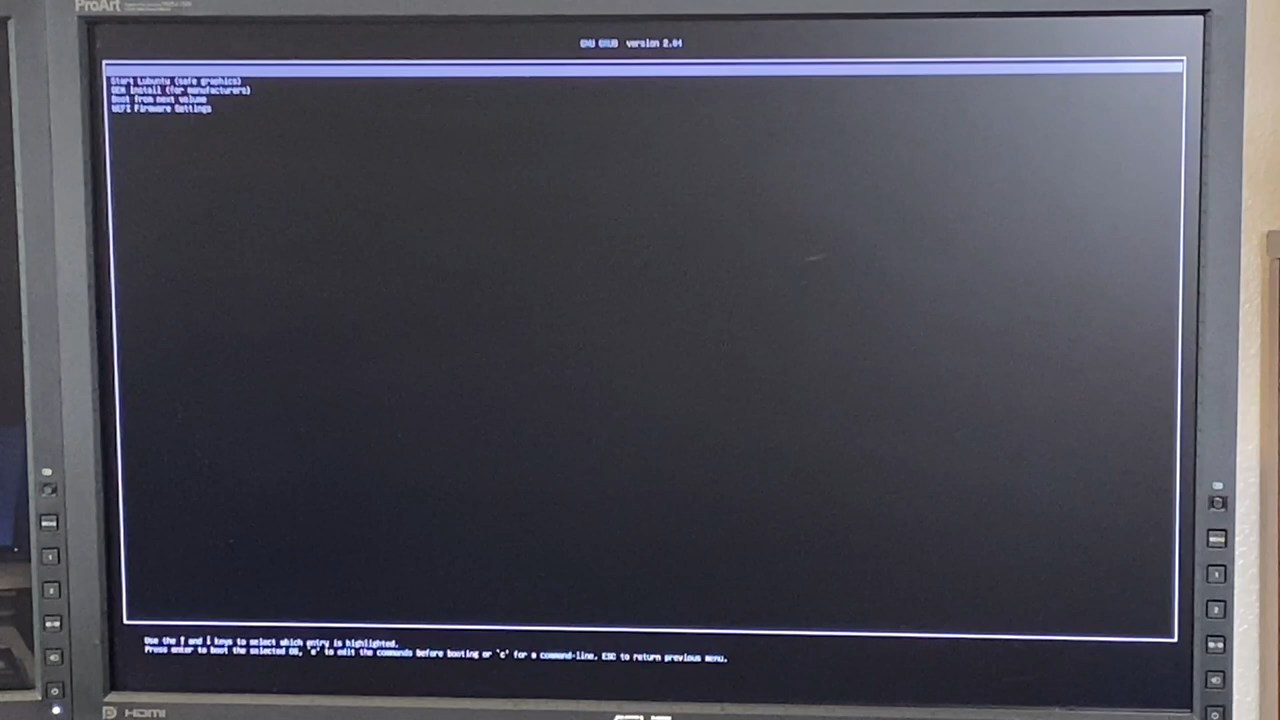 ProArt
GNU GRUB version 2.04
Start Lubuntu (safe graphics)
OEM install (for manufacturers)
Boot from next volume
UEFI Firmware Settings
Use the ↑ and ↓ keys to select which entry is highlighted.
Press enter to boot the selected OS, `e' to edit the commands before booting or `c' for a command-line. ESC to return previous menu.
HDMI